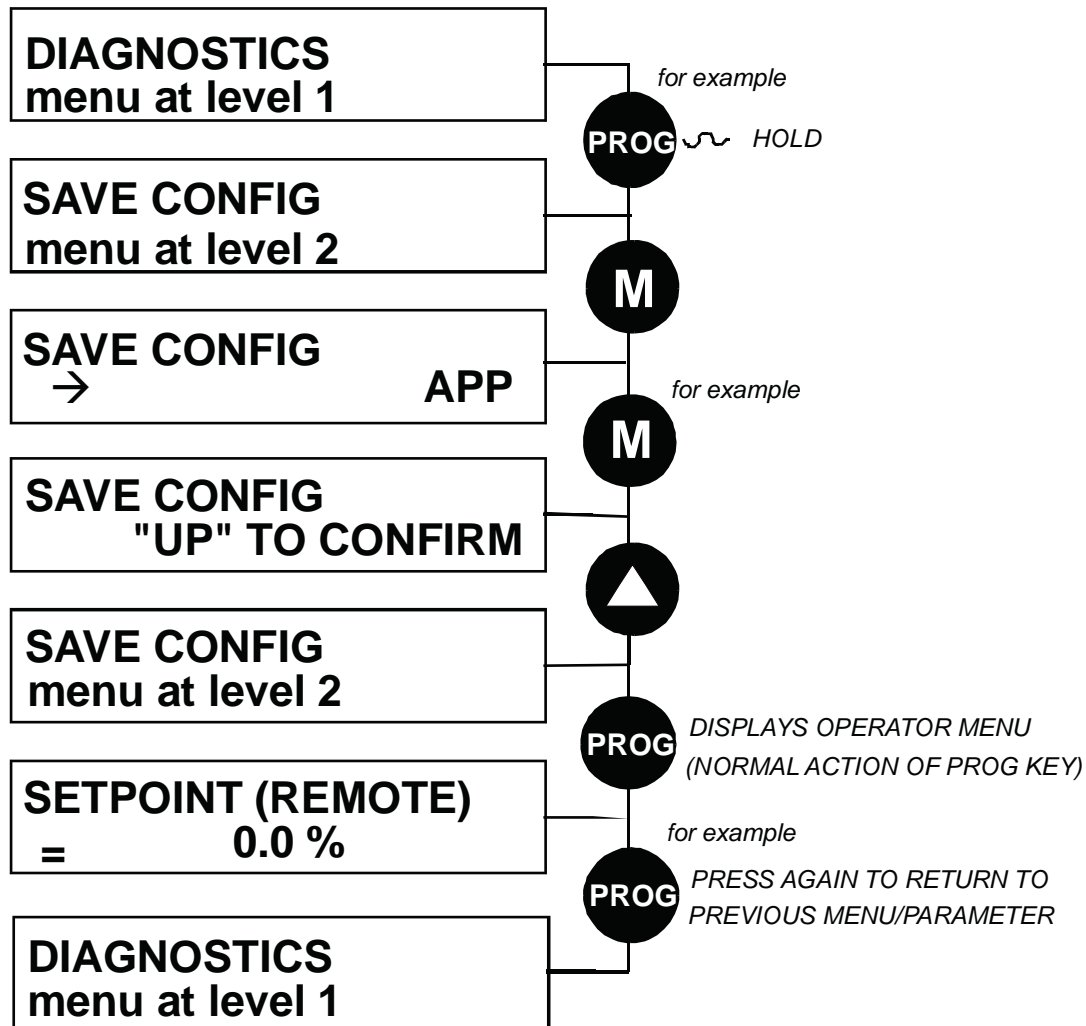 DIAGNOSTICS
menu at level 1
for example
PROG
HOLD
SAVE CONFIG
menu at level 2
M
SAVE CONFIG
→ APP
for example
M
SAVE CONFIG
"UP" TO CONFIRM
SAVE CONFIG
menu at level 2
PROG
DISPLAYS OPERATOR MENU
(NORMAL ACTION OF PROG KEY)
SETPOINT (REMOTE)
= 0.0 %
for example
PROG
PRESS AGAIN TO RETURN TO
PREVIOUS MENU/PARAMETER
DIAGNOSTICS
menu at level 1